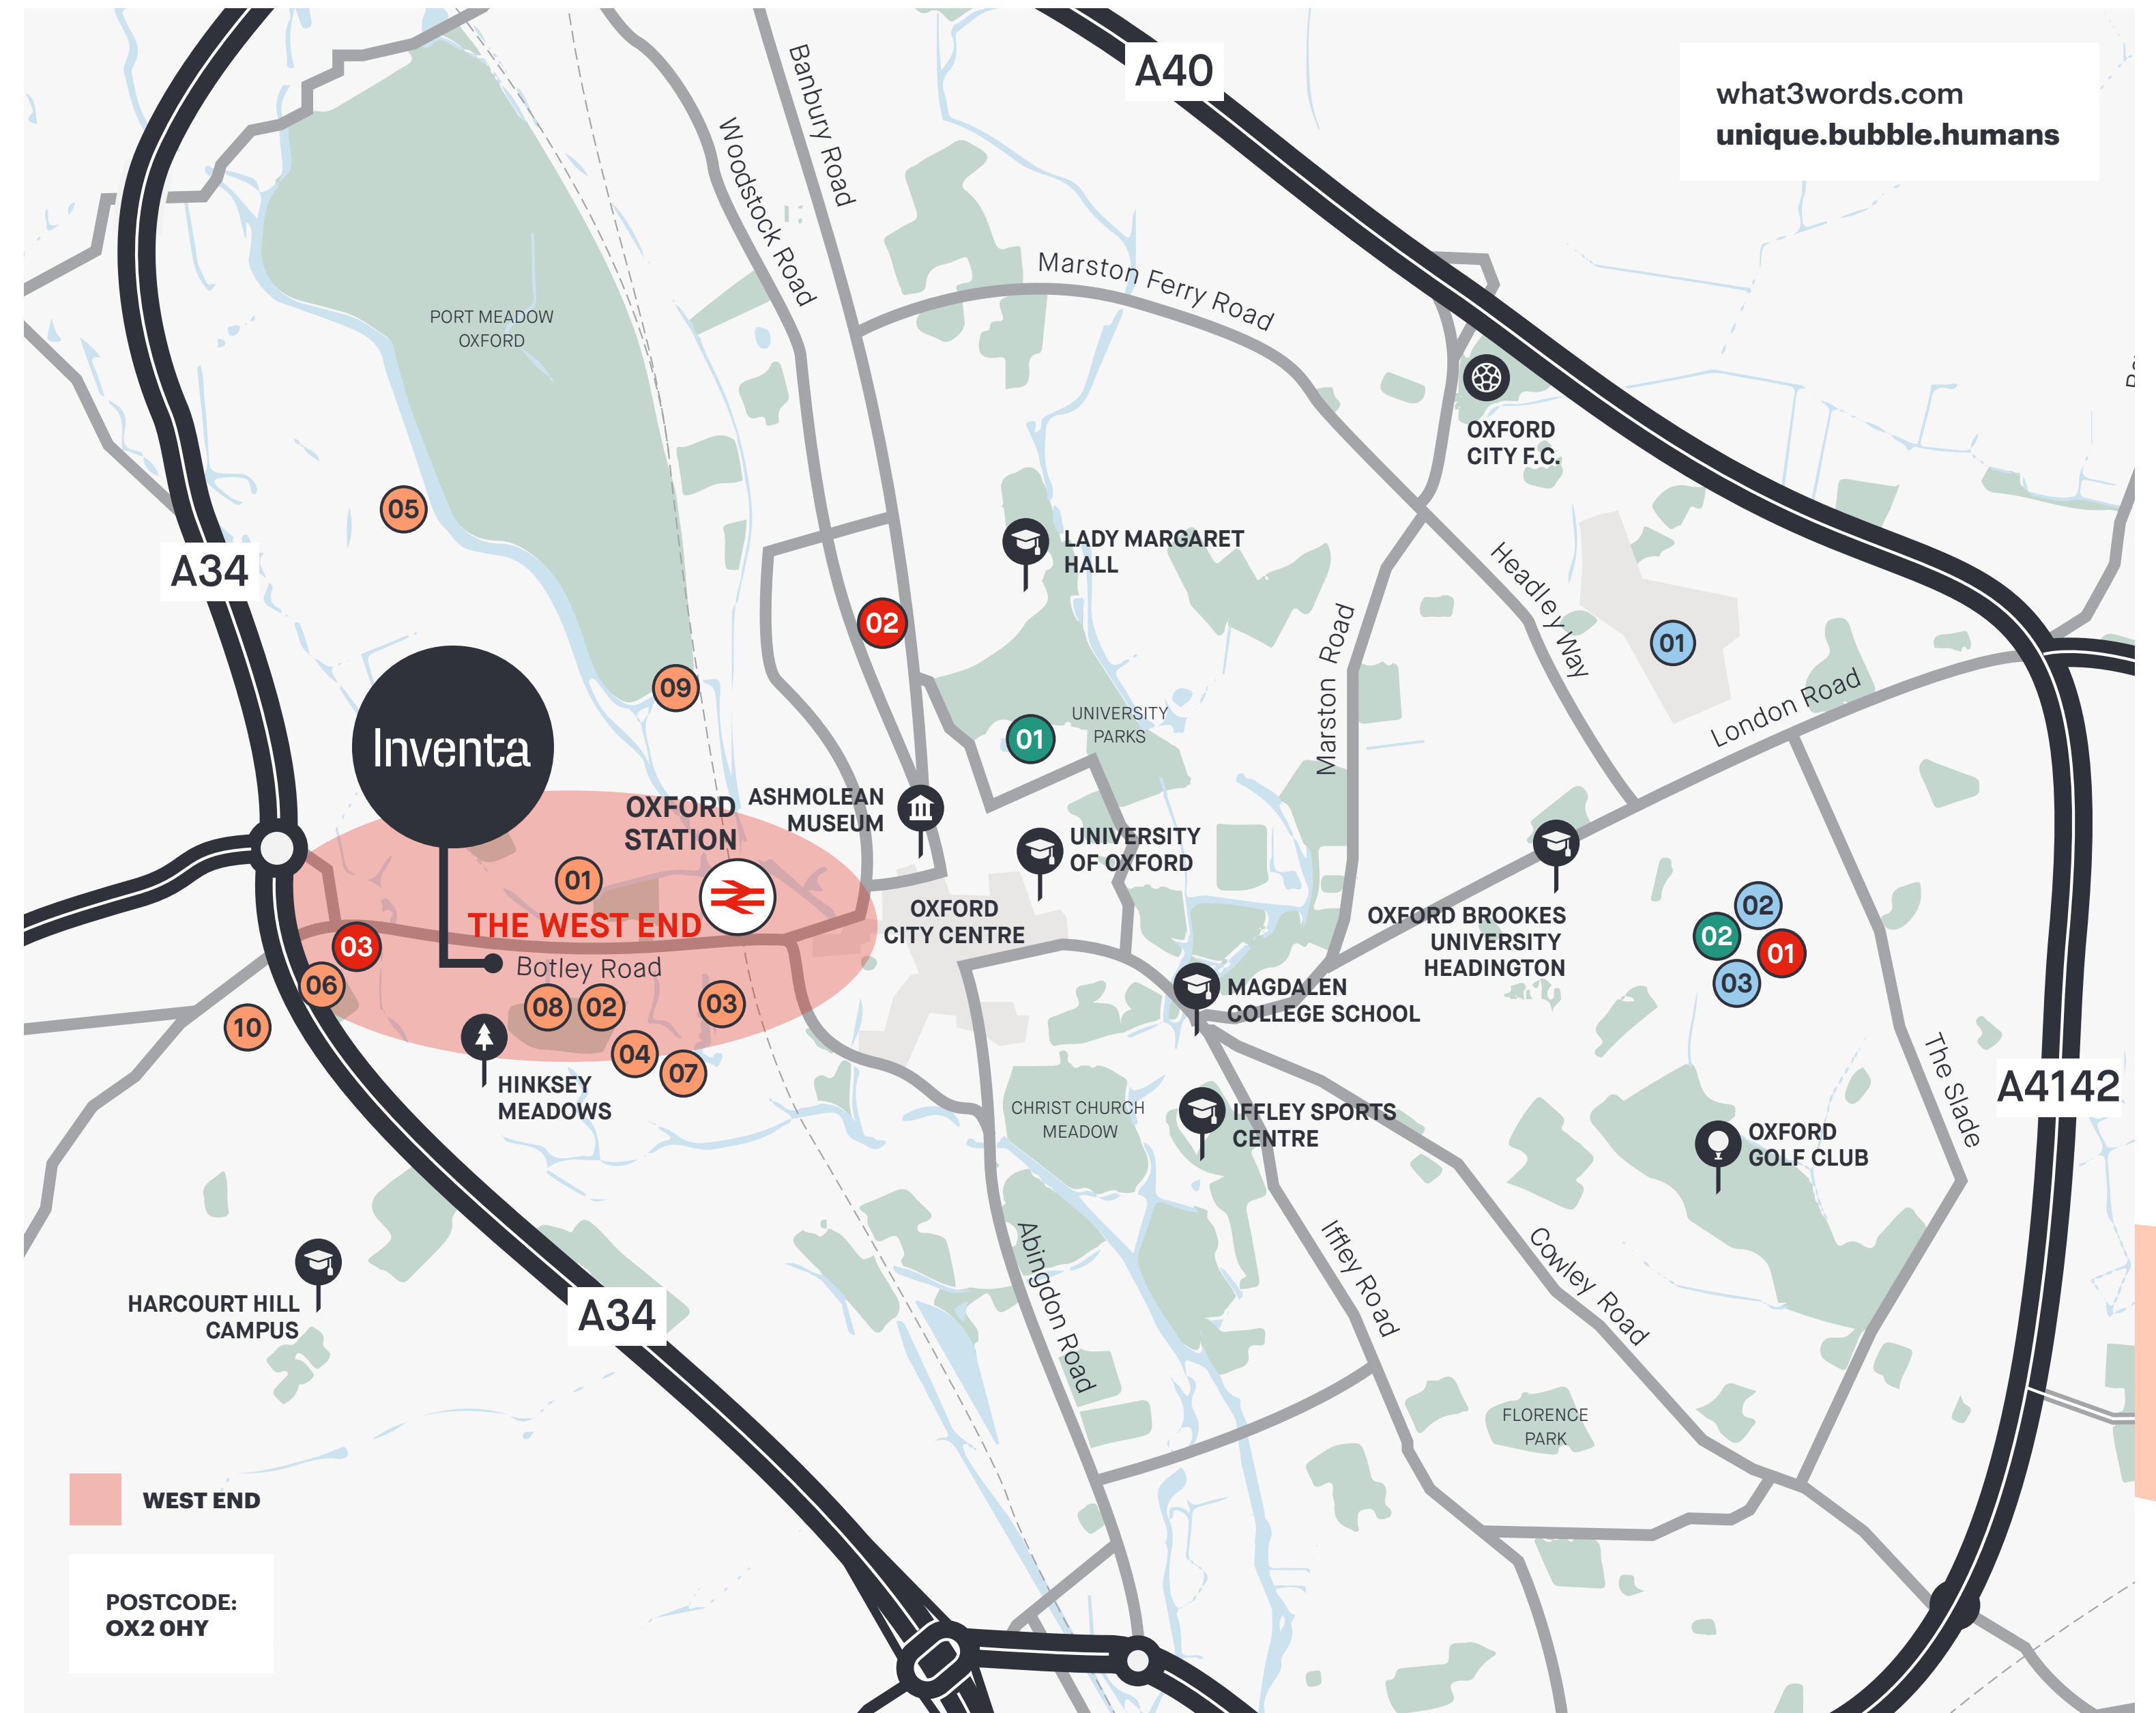 A40
what3words.com
unique.bubble.humans
Banbury Road
Woodstock Road
Marston Ferry Road
PORT MEADOW
OXFORD
OXFORD
CITY F.C.
05
A34
LADY MARGARET
HALL
Headley Way
02
Marston Road
01
09
London Road
UNIVERSITY
PARKS
01
Inventa
OXFORD
STATION
ASHMOLEAN
MUSEUM
UNIVERSITY
OF OXFORD
01
THE WEST END
OXFORD
CITY CENTRE
OXFORD BROOKES
UNIVERSITY
HEADINGTON
02
02
01
03
03
Botley Road
06
08
02
03
10
04
07
MAGDALEN
COLLEGE SCHOOL
HINKSEY
MEADOWS
The Slade
A4142
CHRIST CHURCH
MEADOW
IFFLEY SPORTS
CENTRE
OXFORD
GOLF CLUB
Abingdon Road
Iffley Road
Cowley Road
HARCOURT HILL
CAMPUS
A34
FLORENCE
PARK
WEST END
POSTCODE:
OX2 0HY